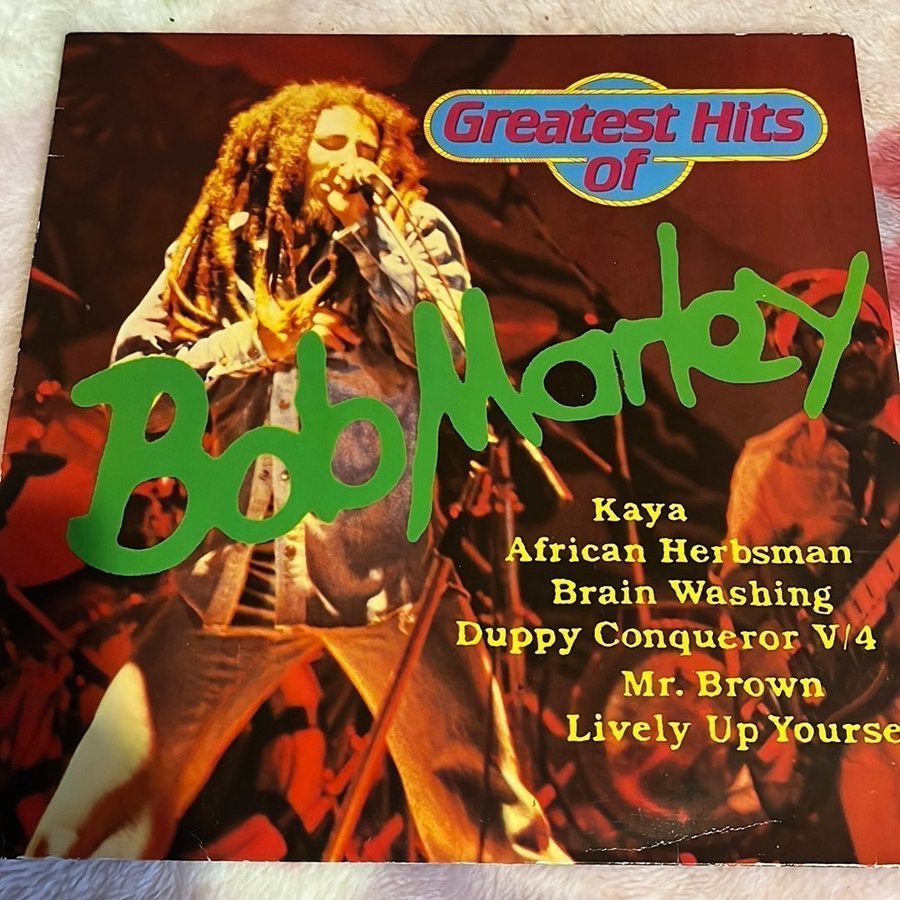 Greatest Hits
of
Bob Marley
Kaya
African Herbsman
Brain Washing
Duppy Conqueror V/4
Mr. Brown
Lively Up Yourse